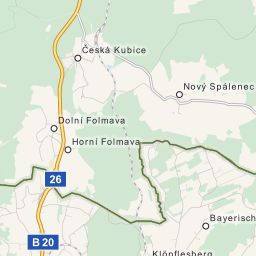 Česká Kubice
Nový Spálenec
Dolní Folmava
Horní Folmava
26
Bayerisch
B 20
Klöpflesberg